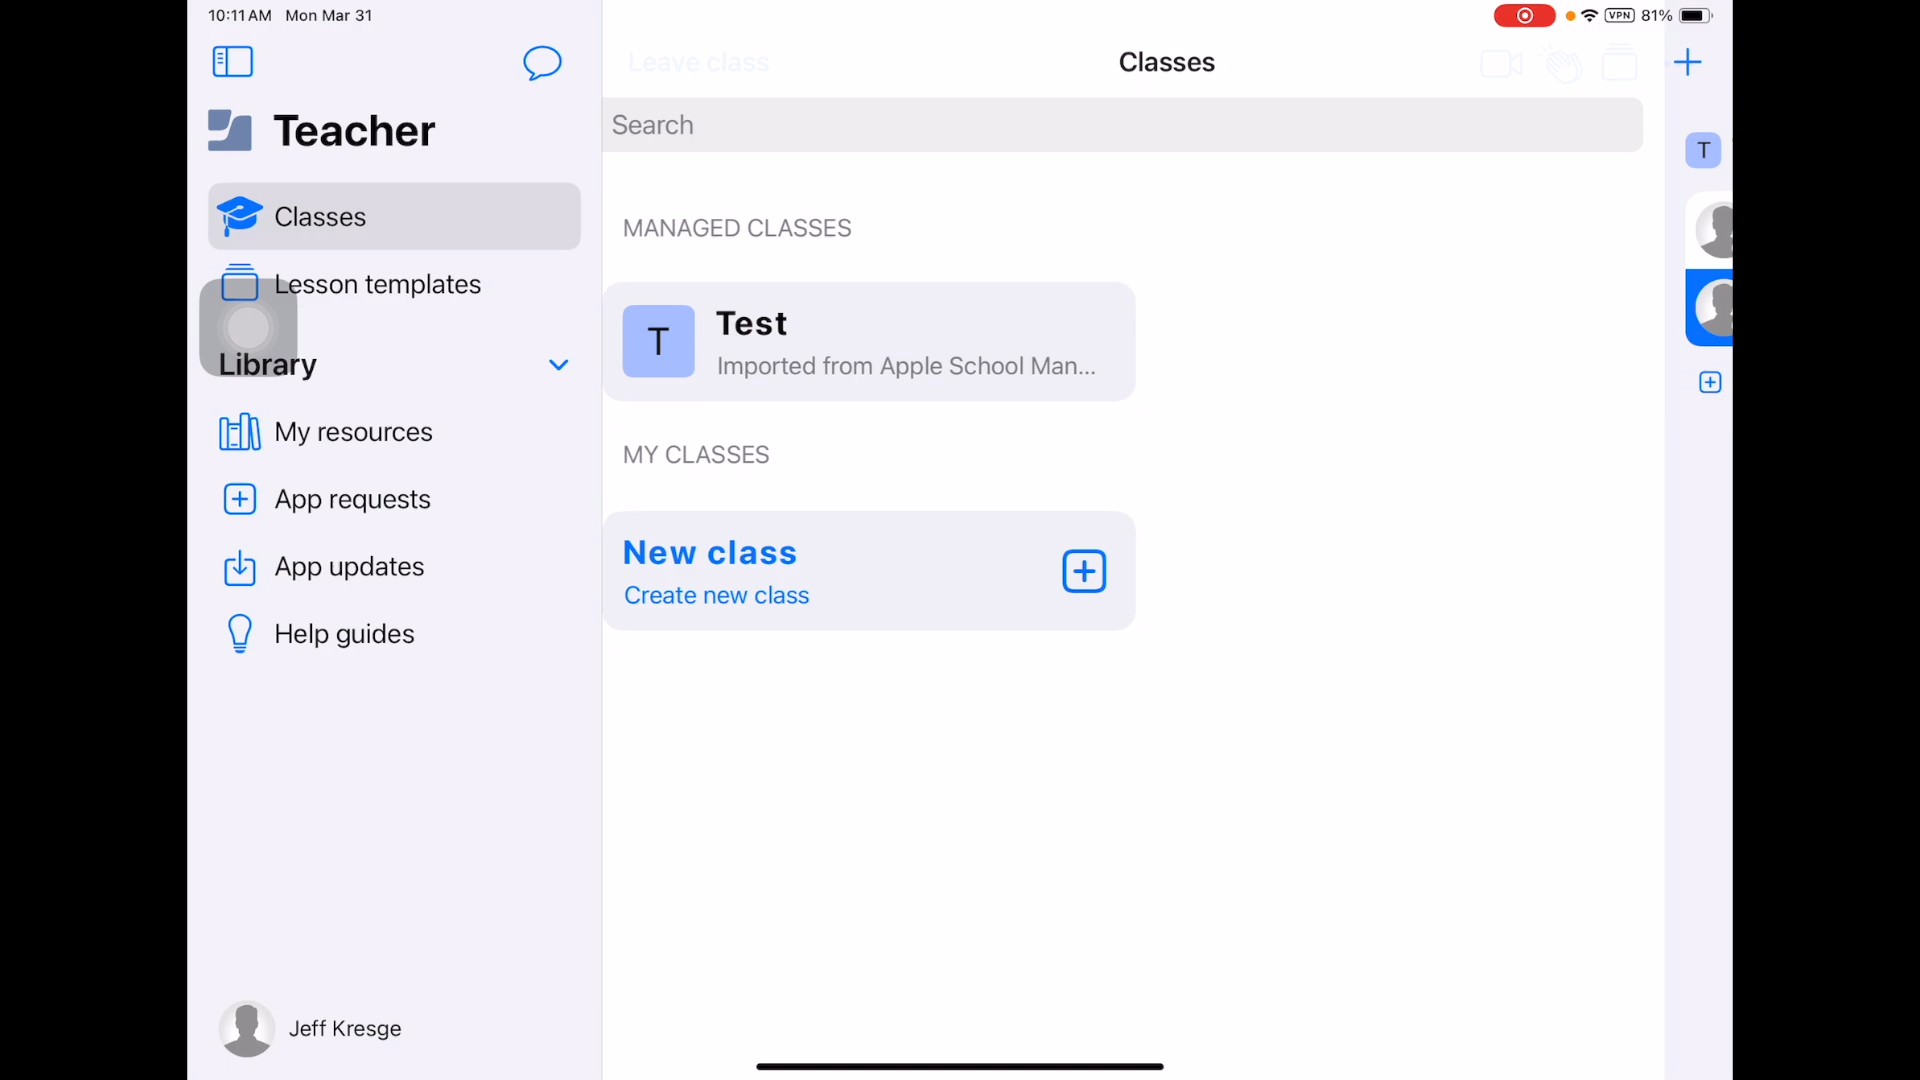 10:11 AM Mon Mar 31
VPN 81%
Leave class
Classes
Teacher
Search
Classes
Lesson templates
Library
My resources
App requests
App updates
Help guides
MANAGED CLASSES
T
Test
Imported from Apple School Man...
MY CLASSES
New class
Create new class
T
Jeff Kresge